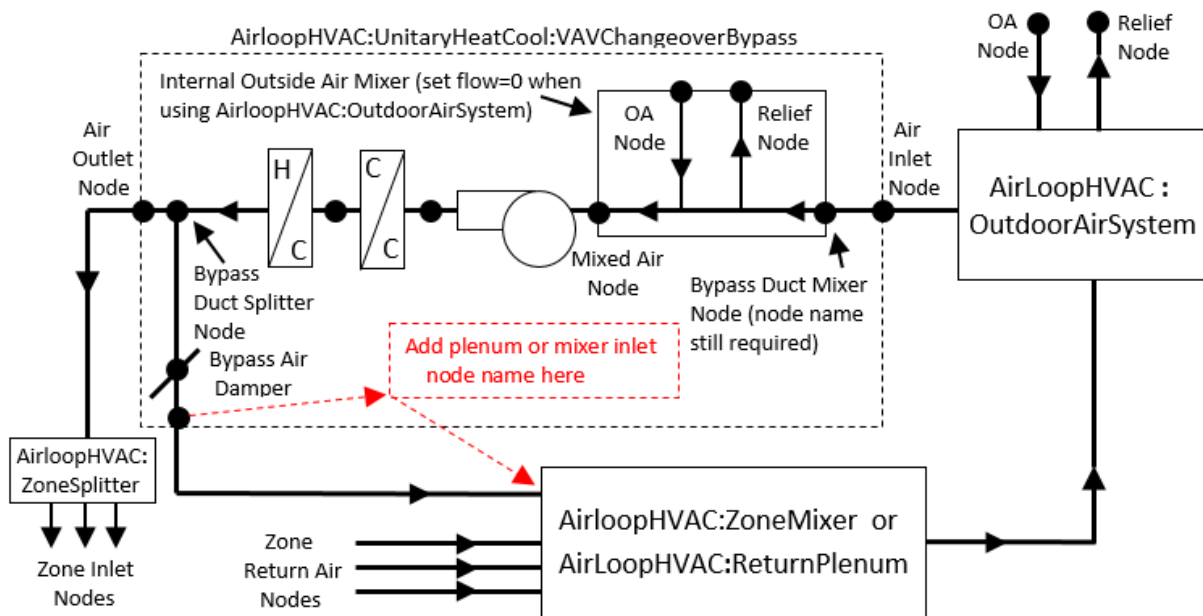 AirloopHVAC:UnitaryHeatCool:VAVChangeoverBypass
OA
Node
Relief
Node
Internal Outside Air Mixer (set flow=0 when
using AirloopHVAC:OutdoorAirSystem)
OA
Node
Relief
Node
Air
Outlet
Node
Air
Inlet
Node
H
C
C
C
AirLoopHVAC :
OutdoorAirSystem
Mixed Air
Node
Bypass
Duct Splitter
Node
Bypass Duct Mixer
Node (node name
still required)
Bypass Air
Damper
Add plenum or mixer inlet
node name here
AirloopHVAC:
ZoneSplitter
Zone Inlet
Nodes
Zone
Return Air
Nodes
AirloopHVAC:ZoneMixer or
AirLoopHVAC:ReturnPlenum